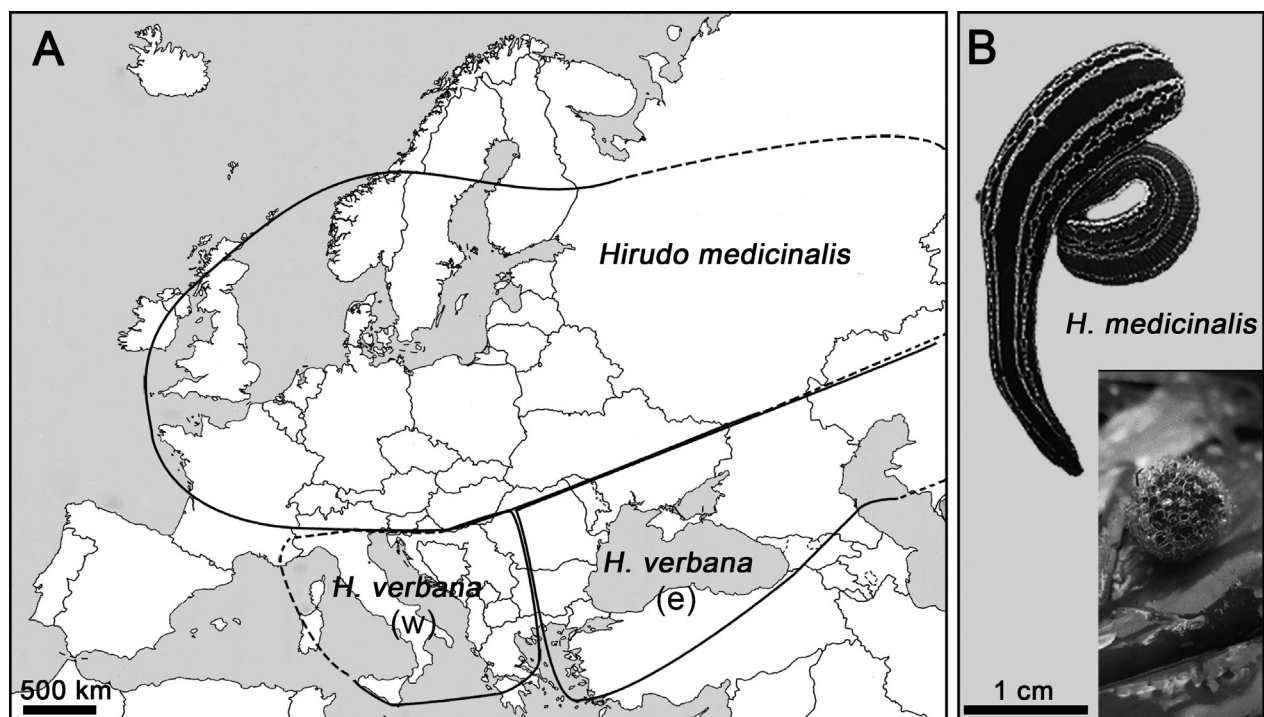 A
Hirudo medicinalis
H. verbana
(e)
H. verbana
(w)
500 km
B
H. medicinalis
1 cm